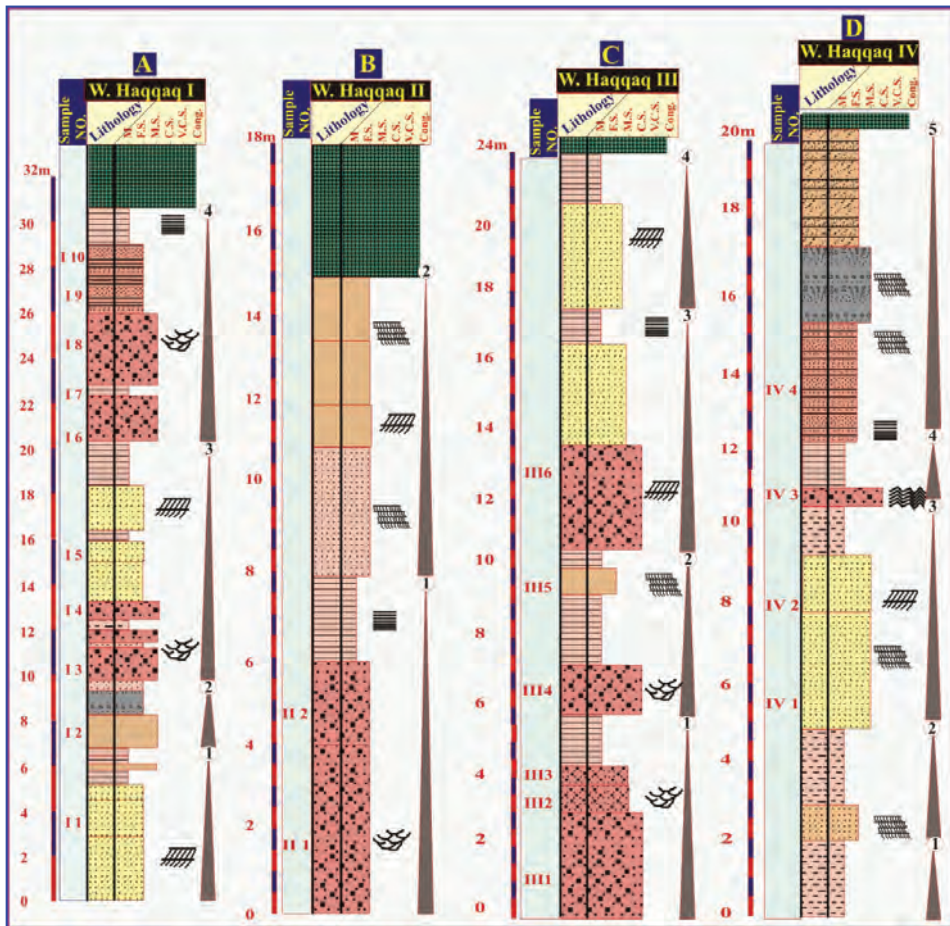 A
W. Haqqaq I
Sample NO.
Lithology
M.
F.S.
M.S.
C.S.
V.C.S.
Cong.
32m
30
28
26
24
22
20
18
16
14
12
10
8
6
4
2
0
I 10
I 9
I 8
I 7
I 6
I 5
I 4
I 3
I 2
I 1
4
3
2
1
B
W. Haqqaq II
Sample NO.
Lithology
M
F.S.
M.S.
C.S.
V.C.S.
Cong.
18m
16
14
12
10
8
6
4
2
0
II 2
II 1
2
1
C
W. Haqqaq III
Sample NO.
Lithology
M
F.S.
M.S.
C.S.
V.C.S.
Cong.
24m
20
18
16
14
12
10
8
6
4
2
0
III6
III5
III4
III3
III2
III1
4
3
2
1
D
W. Haqqaq IV
Sample NO.
Lithology
M
F.S.
M.S.
C.S.
V.C.S.
Cong.
20m
18
16
14
12
10
8
6
4
2
0
IV 4
IV 3
IV 2
IV 1
5
4
3
2
1